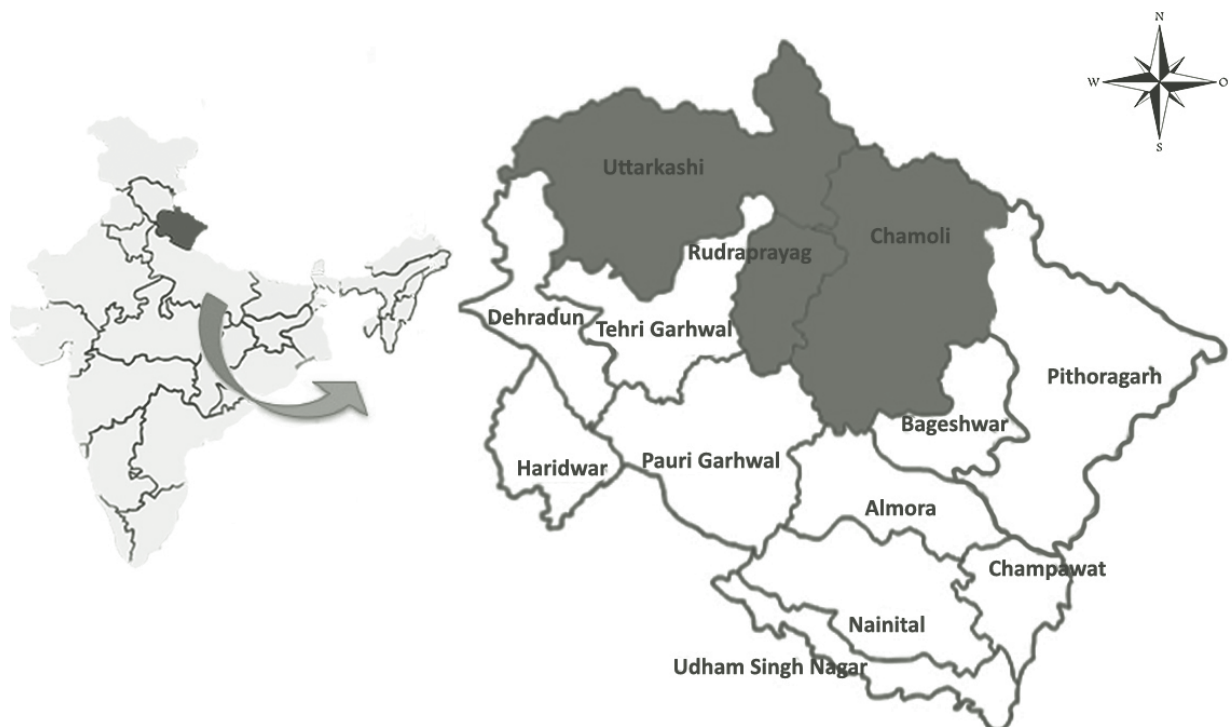 N
W
O
S
Uttarkashi
Chamoli
Rudraprayag
Dehradun
Tehri Garhwal
Pithoragarh
Bageshwar
Haridwar
Pauri Garhwal
Almora
Champawat
Nainital
Udham Singh Nagar